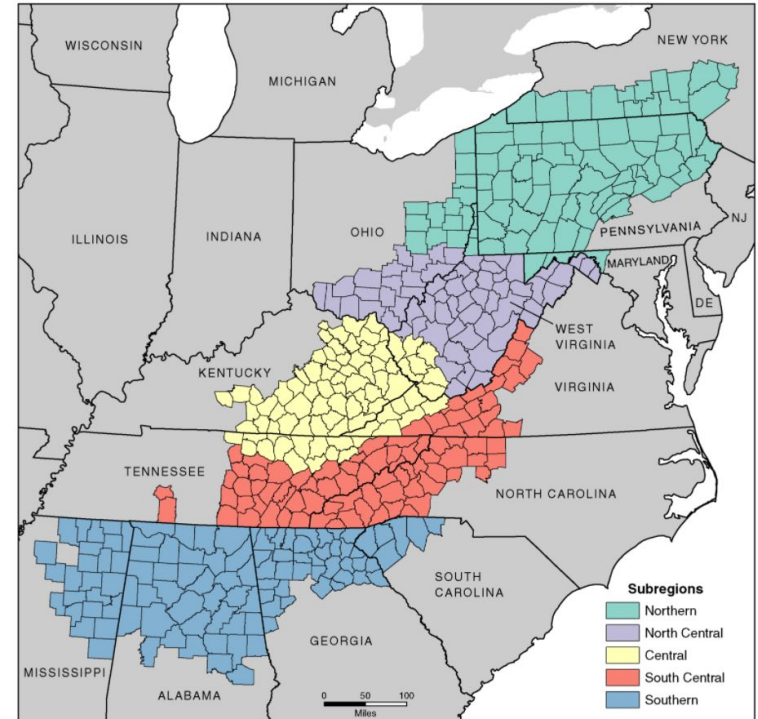 WISCONSIN
NEW YORK
MICHIGAN
ILLINOIS
INDIANA
OHIO
PENNSYLVANIA
NJ
MARYLAND
DE
WEST
VIRGINIA
KENTUCKY
VIRGINIA
TENNESSEE
NORTH CAROLINA
SOUTH
CAROLINA
GEORGIA
MISSISSIPPI
ALABAMA
Subregions
Northern
North Central
Central
South Central
Southern
0 50 100
Miles